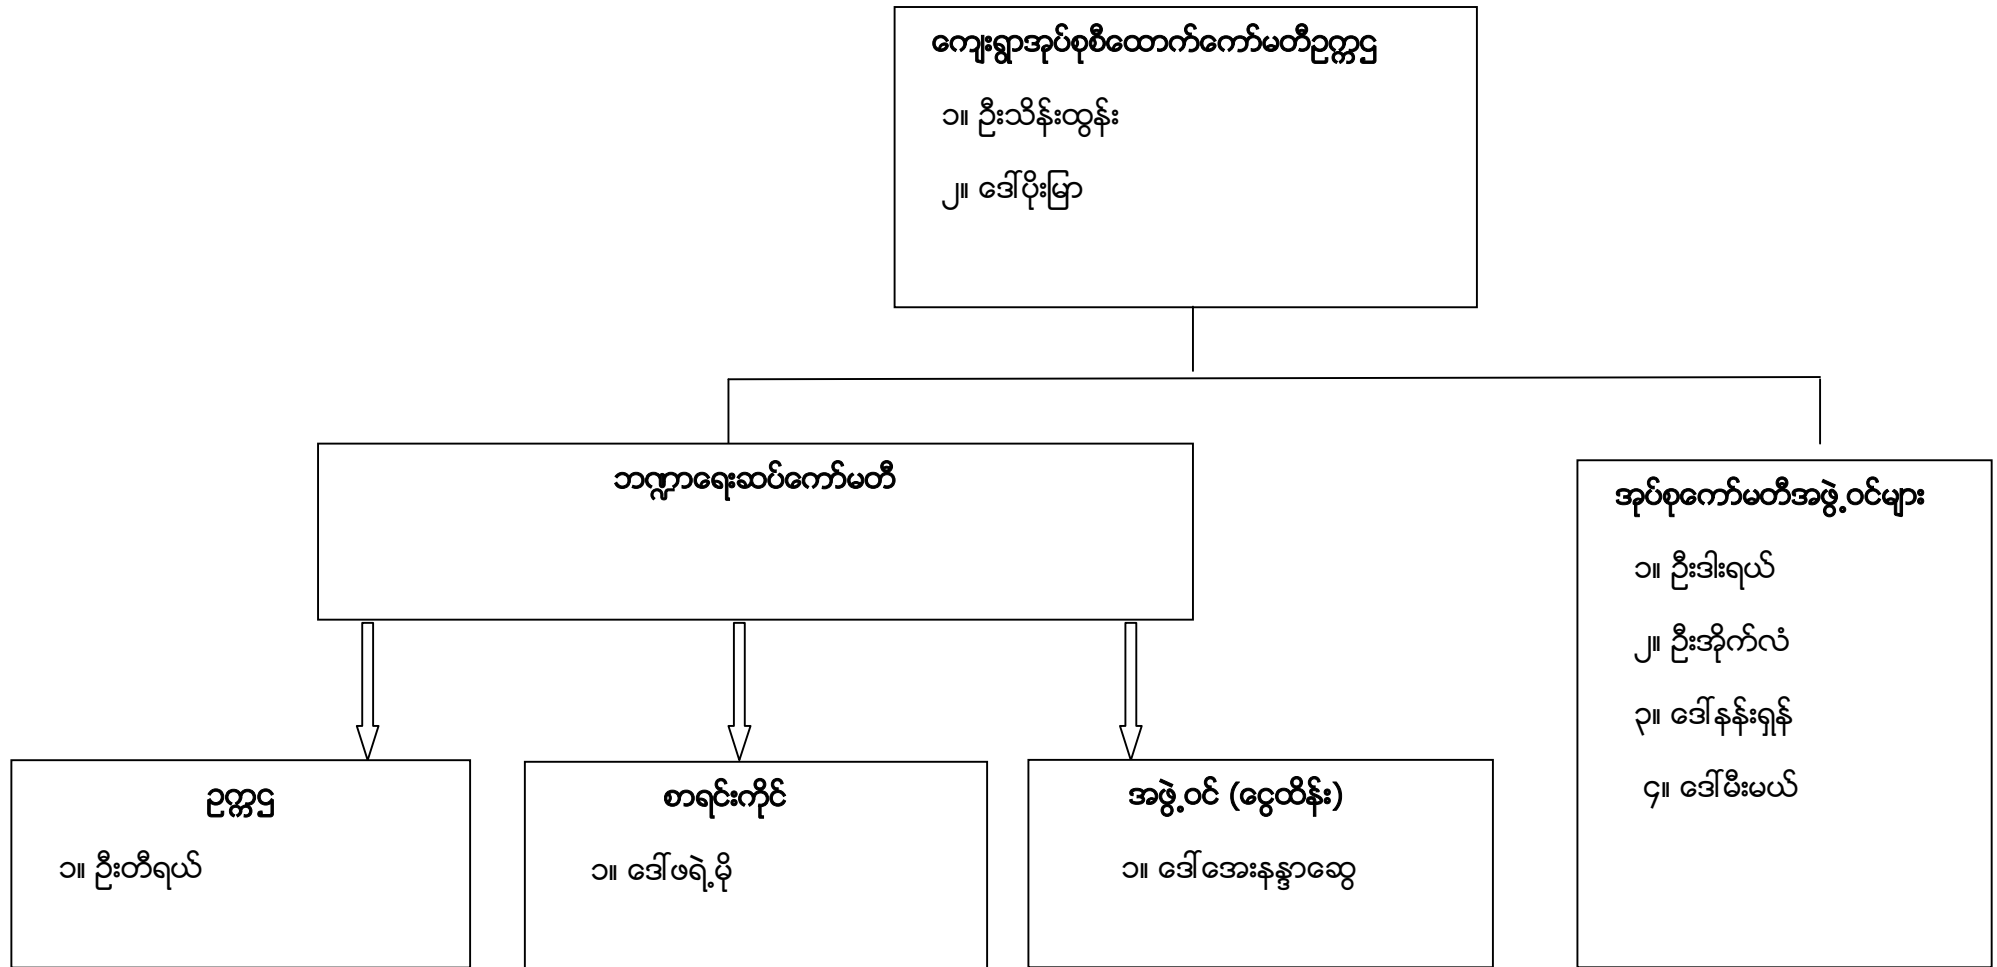 ကျေးရွာအုပ်စုစီထောက်ကော်မတီဥက္ကဌ
၁။ ဦးသိန်းထွန်း
၂။ ဒေါ်ပိုးမြာ
ဘဏ္ဍာရေးဆပ်ကော်မတီ
အုပ်စုကော်မတီအဖွဲ့ဝင်များ
၁။ ဦးဒါးရယ်
၂။ ဦးအိုက်လံ
၃။ ဒေါ်နန်းရှန်
၄။ ဒေါ်မီးမယ်
ဥက္ကဌ
၁။ ဦးတီရယ်
စာရင်းကိုင်
၁။ ဒေါ်ဖရဲ့မို
အဖွဲ့ဝင် (ငွေထိန်း)
၁။ ဒေါ်အေးနန္ဒာဆွေ